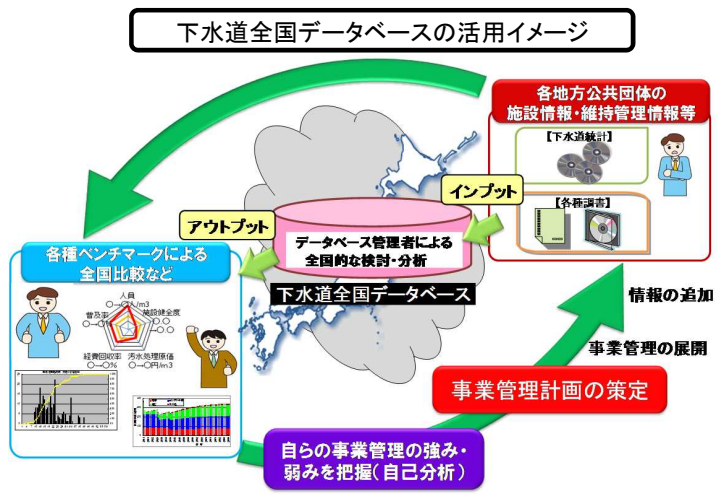 下水道全国データベースの活用イメージ
各地方公共団体の
施設情報・維持管理情報等
【下水道統計】
【各種調書】
インプット
アウトプット
データベース管理者による
全国的な検討・分析
下水道全国データベース
各種ベンチマークによる
全国比較など
人員
○→○人/m3
普及率
施設健全度
○→○
経費回収率
○→○%
汚水処理原価
○→○円/m3
情報の追加
事業管理の展開
事業管理計画の策定
自らの事業管理の強み・
弱みを把握(自己分析)